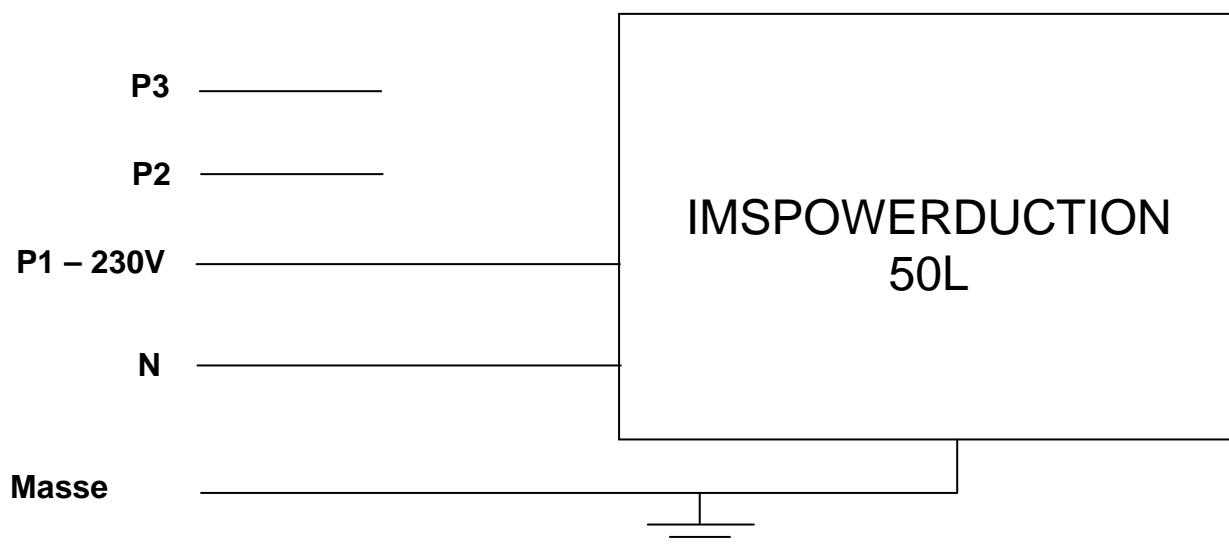 P3
P2
P1 – 230V
N
Masse
IMSPOWERDUCTION
50L